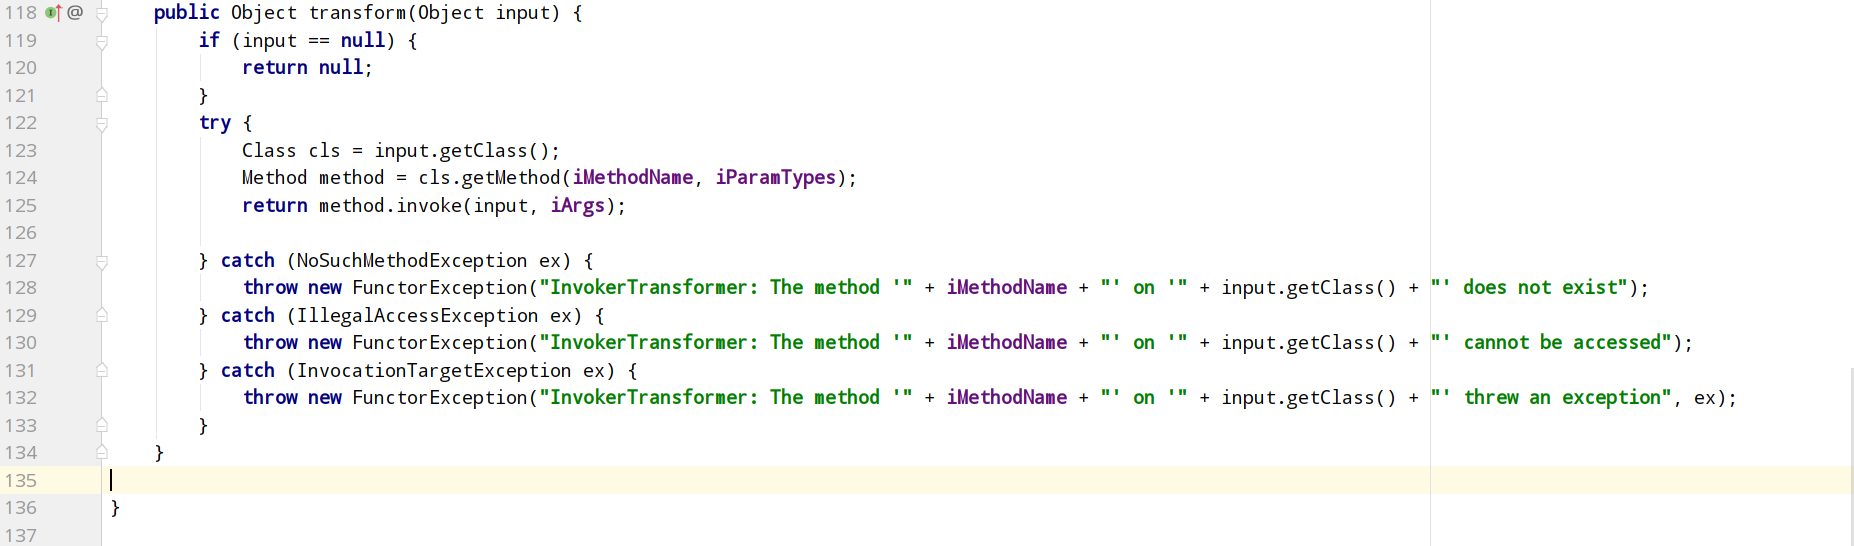 118 @ public Object transform(Object input) {
119 if (input == null) {
120 return null;
121 }
122 try {
123 Class cls = input.getClass();
124 Method method = cls.getMethod(iMethodName, iParamTypes);
125 return method.invoke(input, iArgs);
126
127 } catch (NoSuchMethodException ex) {
128 throw new FunctorException("InvokerTransformer: The method '" + iMethodName + "' on '" + input.getClass() + "' does not exist");
129 } catch (IllegalAccessException ex) {
130 throw new FunctorException("InvokerTransformer: The method '" + iMethodName + "' on '" + input.getClass() + "' cannot be accessed");
131 } catch (InvocationTargetException ex) {
132 throw new FunctorException("InvokerTransformer: The method '" + iMethodName + "' on '" + input.getClass() + "' threw an exception", ex);
133 }
134 }
135
136 }
137